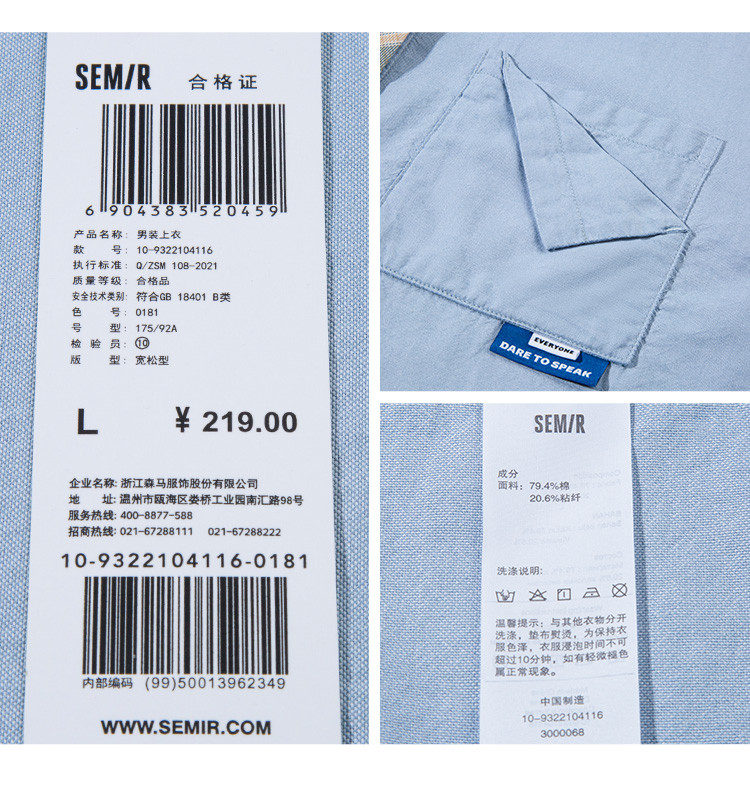 SEMIR 合格证
6 904383 520459
产品名称: 男装上衣
款 号: 10-9322104116
执行标准: Q/ZSM 108-2021
质量等级: 合格品
安全技术类别: 符合GB 18401 B类
色 号: 0181
号 型: 175/92A
检 验 员: ⑩
版 型: 宽松型
L ¥ 219.00
企业名称: 浙江森马服饰股份有限公司
地 址: 温州市瓯海区娄桥工业园南汇路98号
服务热线: 400-8877-588
招商热线: 021-67288111 021-67288222
10-9322104116-0181
内部编码 (99)50013962349
WWW.SEMIR.COM
EVERYONE
DARE TO SPEAK
SEMIR
成分
面料: 79.4%棉
20.6%粘纤
洗涤说明:
温馨提示: 与其他衣物分开
洗涤, 垫布熨烫, 为保持衣
服色泽, 衣服浸泡时间不可
超过10分钟, 如有轻微褪色
属正常现象。
中国制造
10-9322104116
3000068